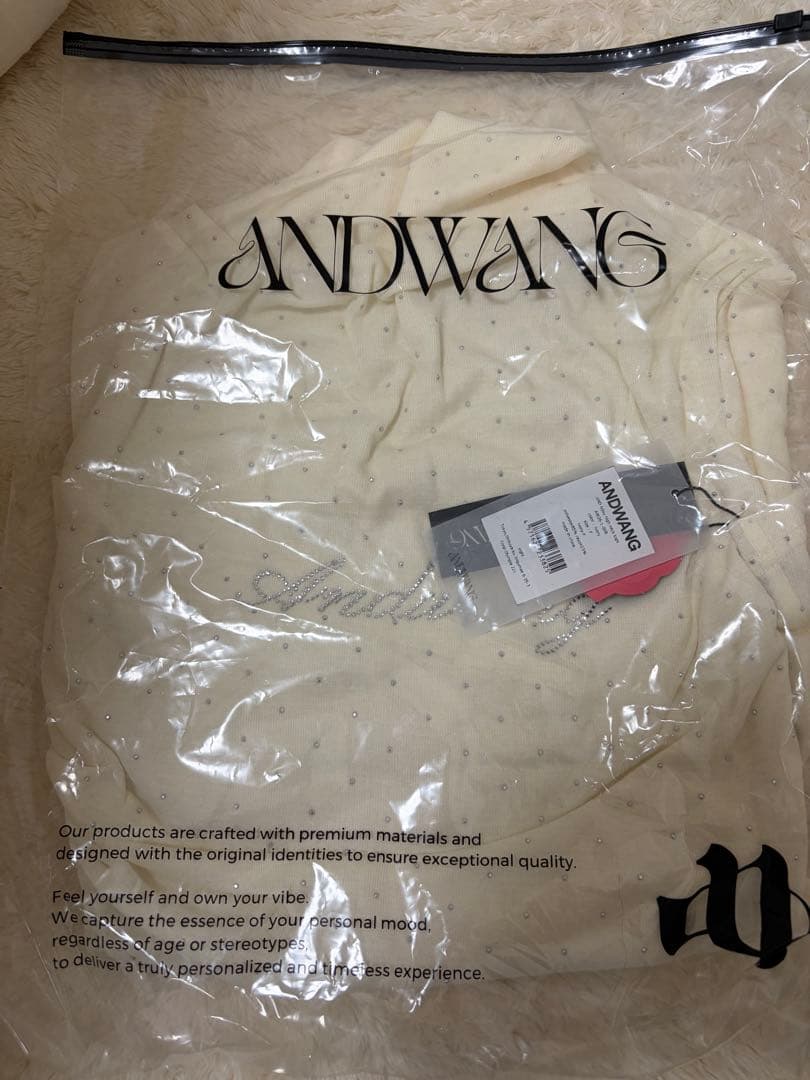 ANDWANG
ANDWANG
ANDWANG
Our products are crafted with premium materials and
designed with the original identities to ensure exceptional quality.
Feel yourself and own your vibe.
We capture the essence of your personal mood,
regardless of age or stereotypes,
to deliver a truly personalized and timeless experience.